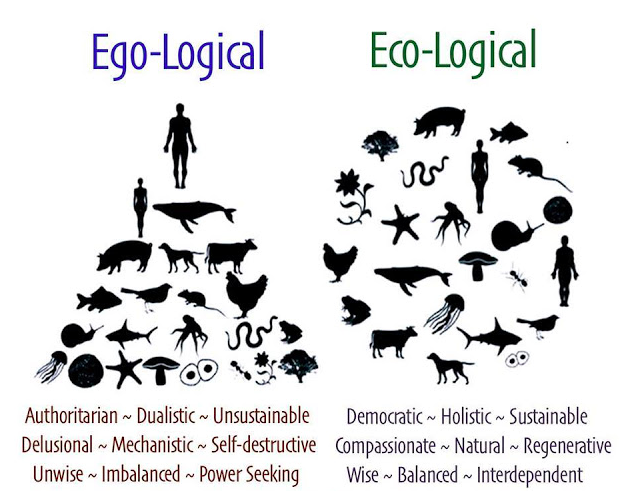 Ego-Logical
Authoritarian ~ Dualistic ~ Unsustainable
Delusional ~ Mechanistic ~ Self-destructive
Unwise ~ Imbalanced ~ Power Seeking
Eco-Logical
Democratic ~ Holistic ~ Sustainable
Compassionate ~ Natural ~ Regenerative
Wise ~ Balanced ~ Interdependent